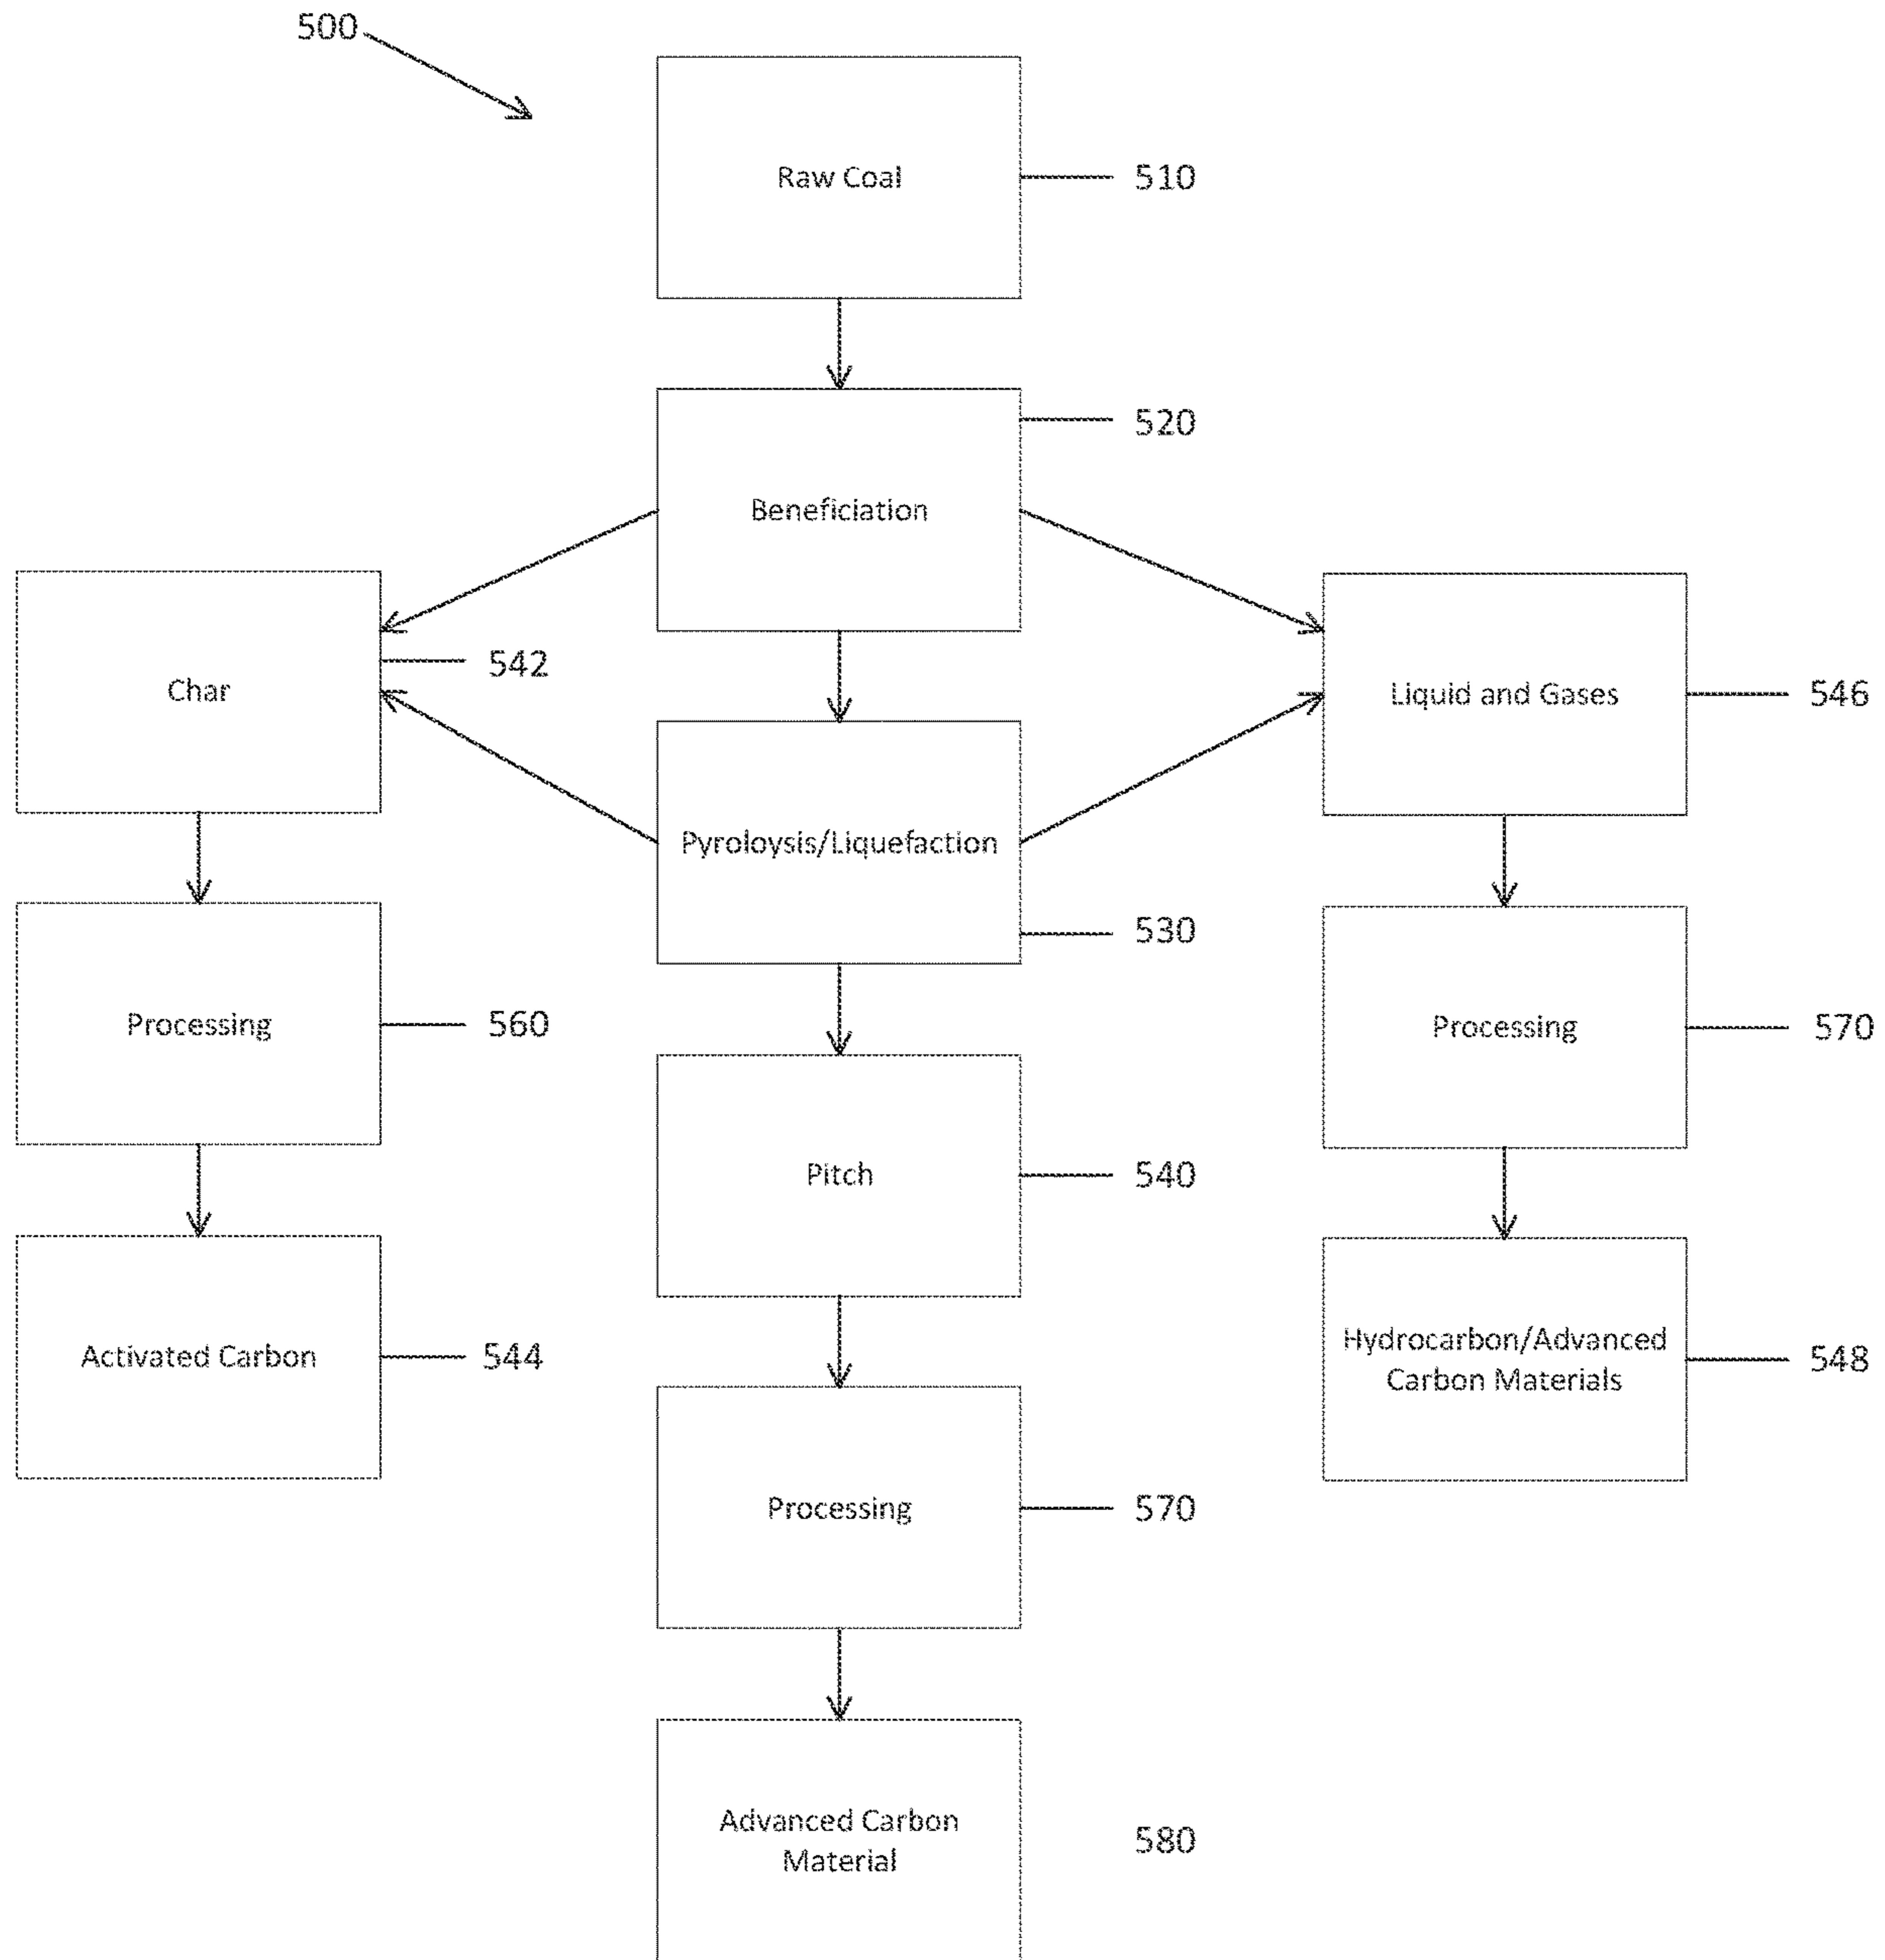 500
Raw Coal
510
Beneficiation
520
Char
542
Pyroloysis/Liquefaction
530
Liquid and Gases
546
Processing
560
Pitch
540
Processing
570
Activated Carbon
544
Processing
570
Hydrocarbon/Advanced
Carbon Materials
548
Advanced Carbon
Material
580